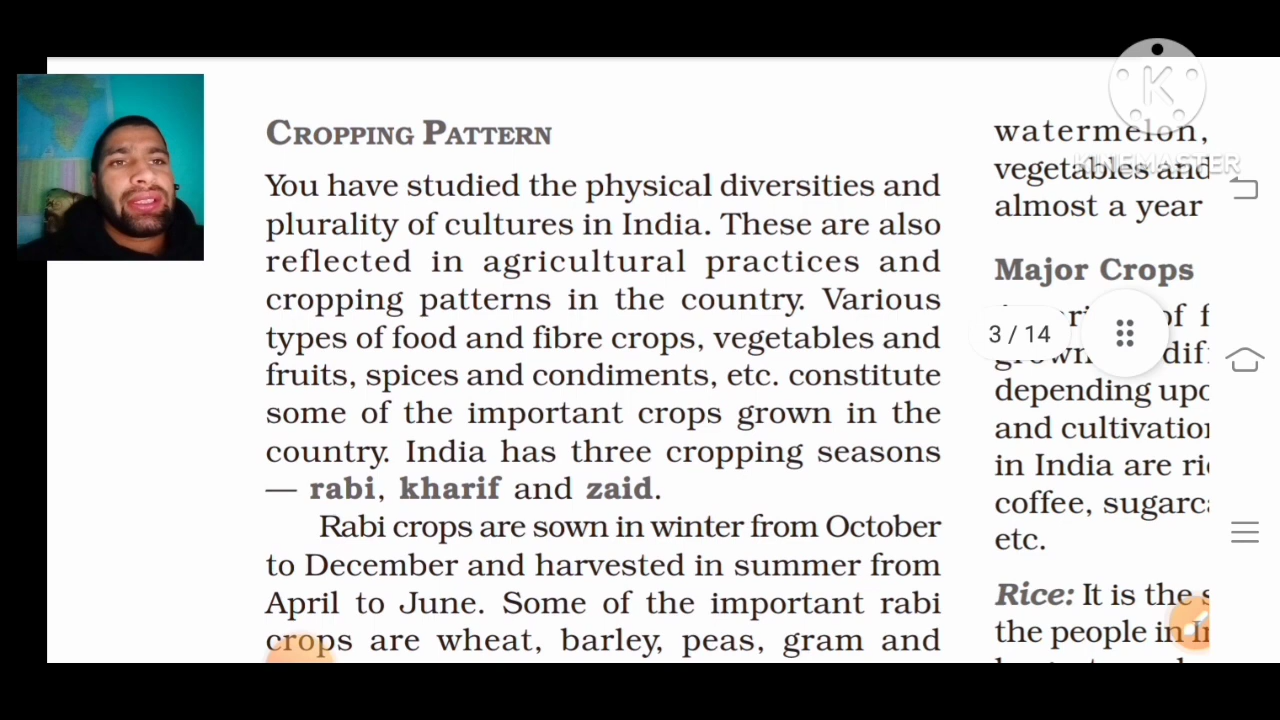 CROPPING PATTERN
You have studied the physical diversities and
plurality of cultures in India. These are also
reflected in agricultural practices and
cropping patterns in the country. Various
types of food and fibre crops, vegetables and
fruits, spices and condiments, etc. constitute
some of the important crops grown in the
country. India has three cropping seasons
— rabi, kharif and zaid.
Rabi crops are sown in winter from October
to December and harvested in summer from
April to June. Some of the important rabi
crops are wheat, barley, peas, gram and
watermelon,
vegetables and
almost a year
Major Crops
of
grown
depending
and
in India are
coffee,
etc.
Rice: It is the
the people in
K
KINEMASTER
3 / 14